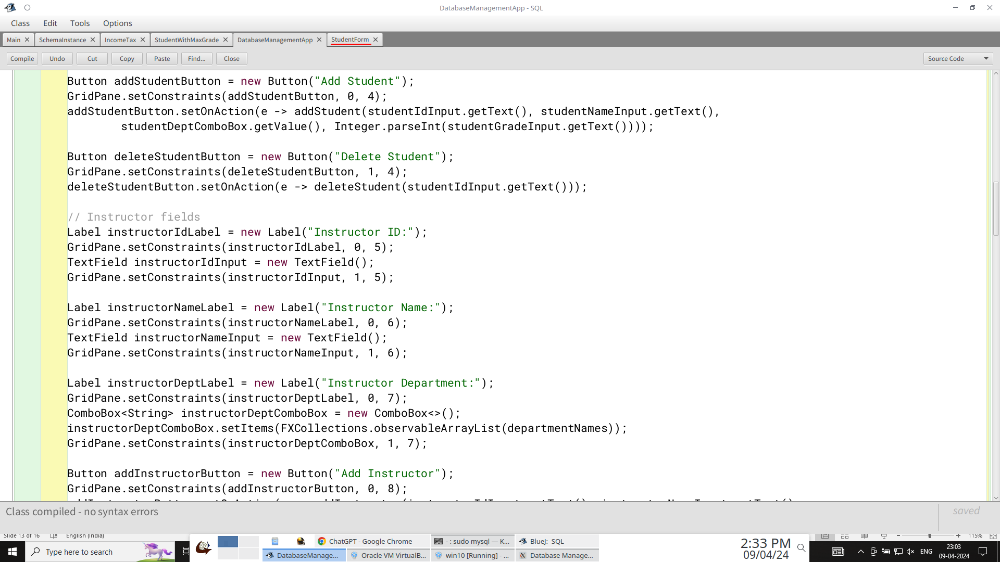 DatabaseManagementApp - SQL
Class Edit Tools Options
Main SchemaInstance IncomeTax StudentWithMaxGrade DatabaseManagementApp StudentForm
Compile Undo Cut Copy Paste Find... Close Source Code
Button addStudentButton = new Button("Add Student");
GridPane.setConstraints(addStudentButton, 0, 4);
addStudentButton.setOnAction(e -> addStudent(studentIdInput.getText(), studentNameInput.getText(),
studentDeptComboBox.getValue(), Integer.parseInt(studentGradeInput.getText())));
Button deleteStudentButton = new Button("Delete Student");
GridPane.setConstraints(deleteStudentButton, 1, 4);
deleteStudentButton.setOnAction(e -> deleteStudent(studentIdInput.getText()));
// Instructor fields
Label instructorIdLabel = new Label("Instructor ID:");
GridPane.setConstraints(instructorIdLabel, 0, 5);
TextField instructorIdInput = new TextField();
GridPane.setConstraints(instructorIdInput, 1, 5);
Label instructorNameLabel = new Label("Instructor Name:");
GridPane.setConstraints(instructorNameLabel, 0, 6);
TextField instructorNameInput = new TextField();
GridPane.setConstraints(instructorNameInput, 1, 6);
Label instructorDeptLabel = new Label("Instructor Department:");
GridPane.setConstraints(instructorDeptLabel, 0, 7);
ComboBox<String> instructorDeptComboBox = new ComboBox<>();
instructorDeptComboBox.setItems(FXCollections.observableArrayList(departmentNames));
GridPane.setConstraints(instructorDeptComboBox, 1, 7);
Button addInstructorButton = new Button("Add Instructor");
GridPane.setConstraints(addInstructorButton, 0, 8);
Class compiled - no syntax errors
saved
Slide 13 of 16 English (India) 115%
ChatGPT - Google Chrome - : sudo mysql — K... BlueJ: SQL
DatabaseManage... Oracle VM VirtualB... win10 [Running] - ... Database Manage...
2:33 PM
09/04/24
Type here to search
ENG
23:03
09-04-2024